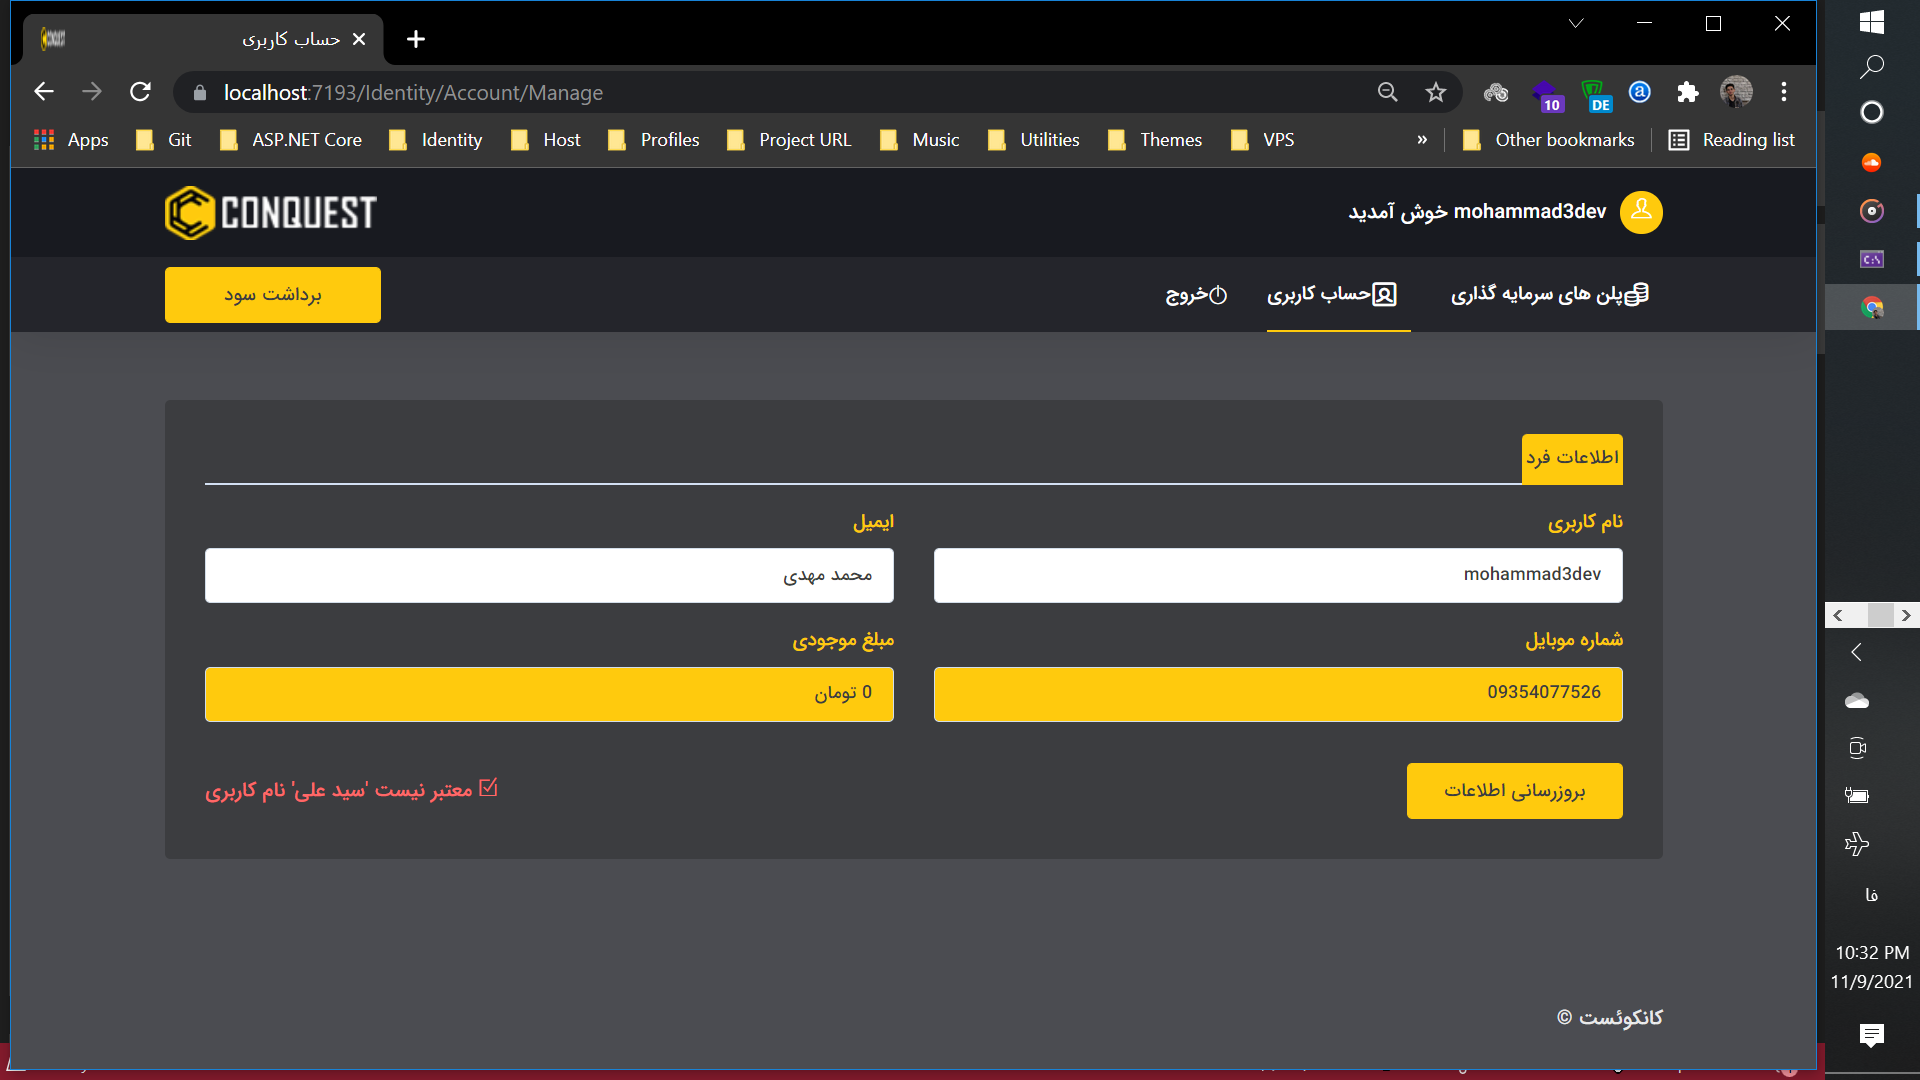 حساب کاربری
localhost:7193/Identity/Account/Manage
10
DE
Apps
Git
ASP.NET Core
Identity
Host
Profiles
Project URL
Music
Utilities
Themes
VPS
»
Other bookmarks
Reading list
CONQUEST
mohammad3dev خوش آمدید
پلن های سرمایه گذاری
حساب کاربری
خروج
برداشت سود
اطلاعات فرد
نام کاربری
ایمیل
mohammad3dev
محمد مهدی
شماره موبایل
مبلغ موجودی
09354077526
0 تومان
بروزرسانی اطلاعات
معتبر نیست 'سید علی' نام کاربری
کانکوئست ©
C:\
فا
10:32 PM
11/9/2021